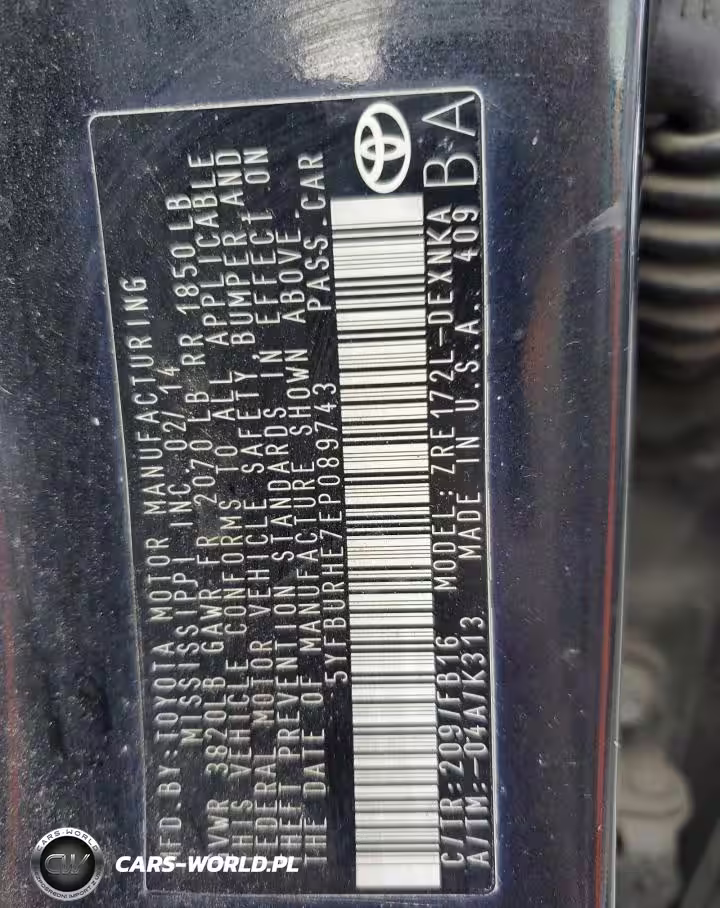 MFD.BY:TOYOTA MOTOR MANUFACTURING
MISSISSIPPI INC 02/14
GVWR 3820LB GAWR FR 2070LB RR 1850LB
THIS VEHICLE CONFORMS TO ALL APPLICABLE
FEDERAL MOTOR VEHICLE SAFETY,BUMPER AND
THEFT PREVENTION STANDARDS IN EFFECT ON
THE DATE OF MANUFACTURE SHOWN ABOVE.
5YFBURHE7EP089743 PASS.CAR
C/TR:209/FB16 MODEL:ZRE172L-DEXNKA
A/TM:-04A/K313 MADE IN U.S.A. 409
BA
CARS-WORLD
CW
CARS-WORLD.PL